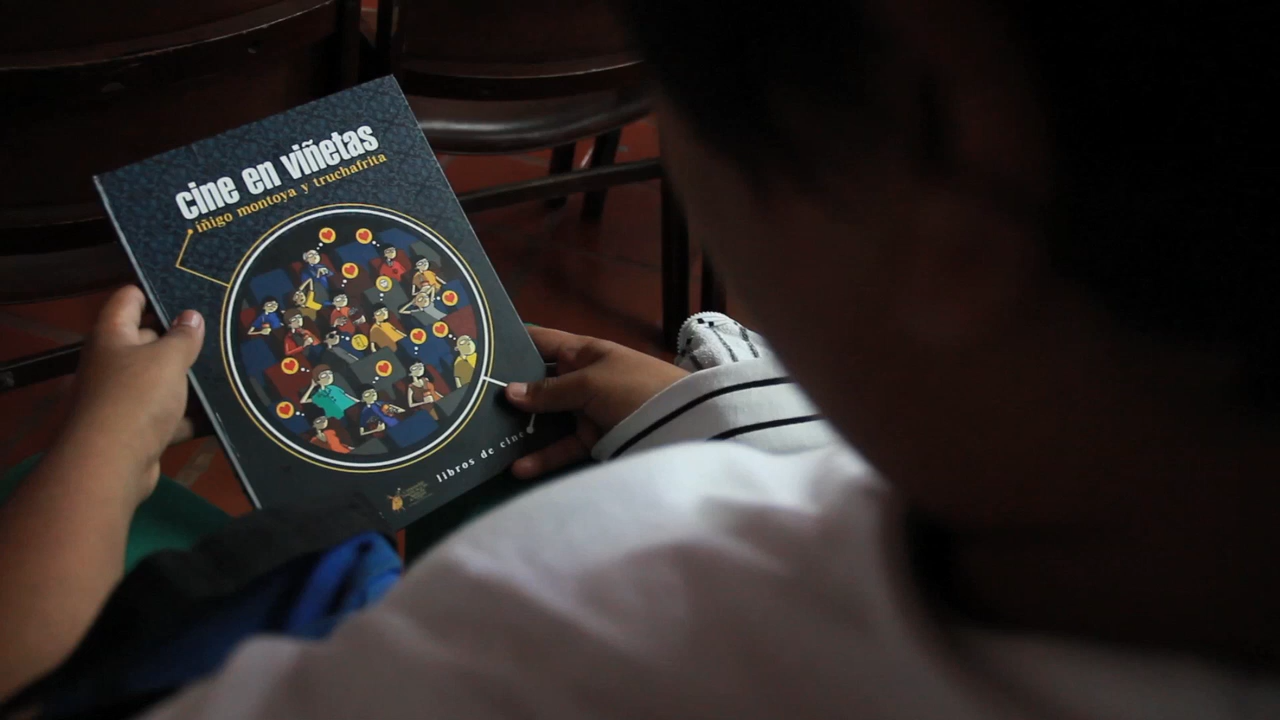 cine en viñetas
iñigo montoya y truchafrita
libros de cine